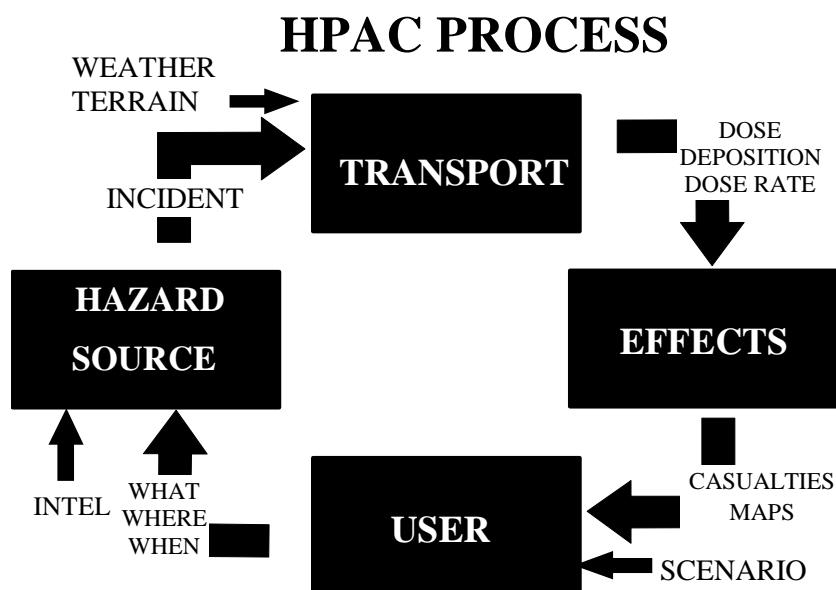 HPAC PROCESS
WEATHER
TERRAIN
TRANSPORT
DOSE
DEPOSITION
DOSE RATE
INCIDENT
HAZARD
SOURCE
EFFECTS
INTEL
WHAT
WHERE
WHEN
USER
CASUALTIES
MAPS
SCENARIO